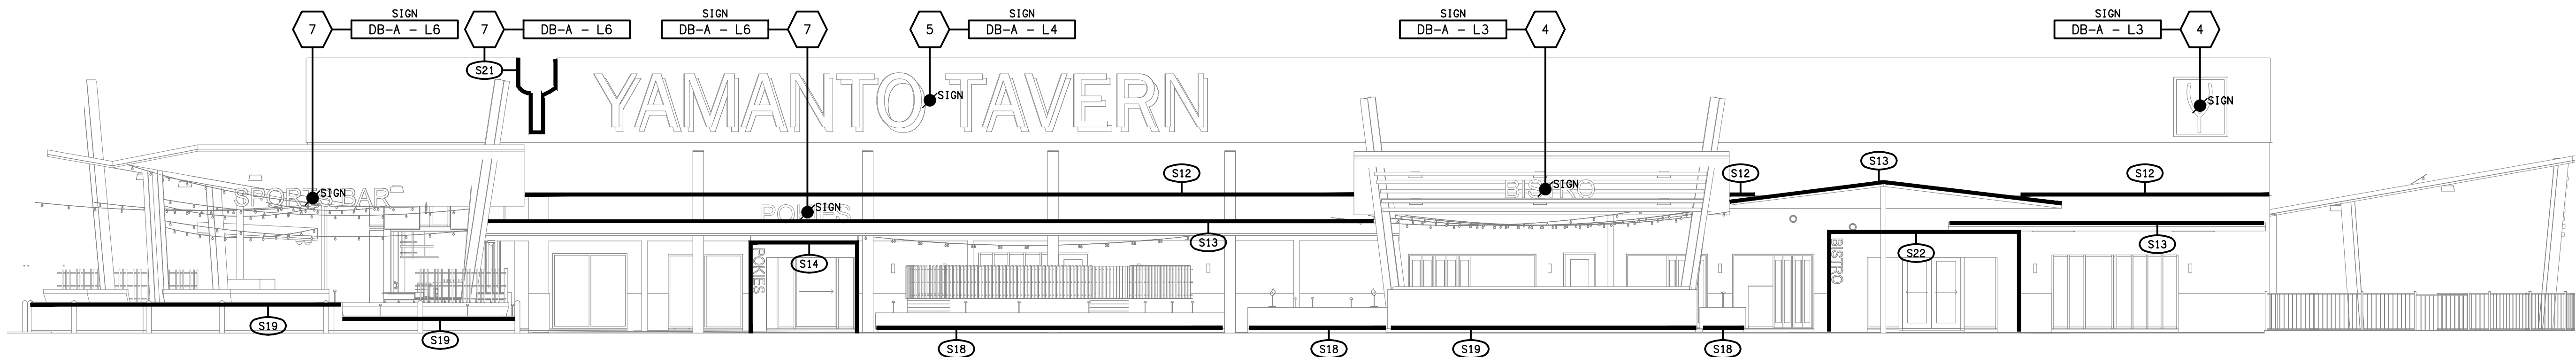 SIGN SIGN SIGN SIGN SIGN
7 DB-A - L6 7 DB-A - L6 DB-A - L6 7 5 DB-A - L4 DB-A - L3 4 DB-A - L3 4
S21
YAMANTO TAVERN
SIGN
SIGN
S12 S12 S13 S12
SPORTS BAR SIGN
BISTRO SIGN
POKIES SIGN
S13 S13
S14 S22
POKIES
BISTRO
S19 S19 S18 S18 S19 S18